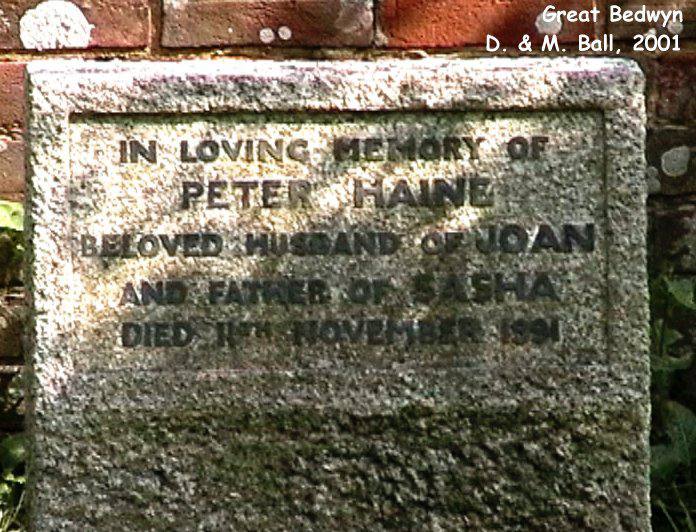 Great Bedwyn
D. & M. Ball, 2001
IN LOVING MEMORY OF
PETER HAINE
BELOVED HUSBAND OF JOAN
AND FATHER OF SASHA
DIED 11TH NOVEMBER 1991